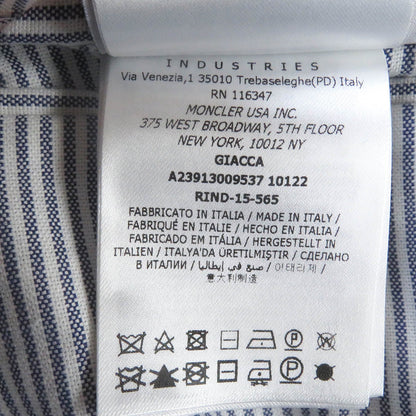 INDUSTRIES
Via Venezia,1 35010 Trebaseleghe(PD) Italy
RN 116347
MONCLER USA INC.
375 WEST BROADWAY, 5TH FLOOR
NEW YORK, 10012 NY
GIACCA
A23913009537 10122
RIND-15-565
FABBRICATO IN ITALIA / MADE IN ITALY /
FABRIQUÉ EN ITALIE / HECHO EN ITALIA /
FABRICADO EM ITÁLIA / HERGESTELLT IN
ITALIEN / ITALYA'DA ÜRETILMIŞTIR / СДЕЛАНО
В ИТАЛИИ / صنع في إيطاليا / 이태리제 /
意大利制造